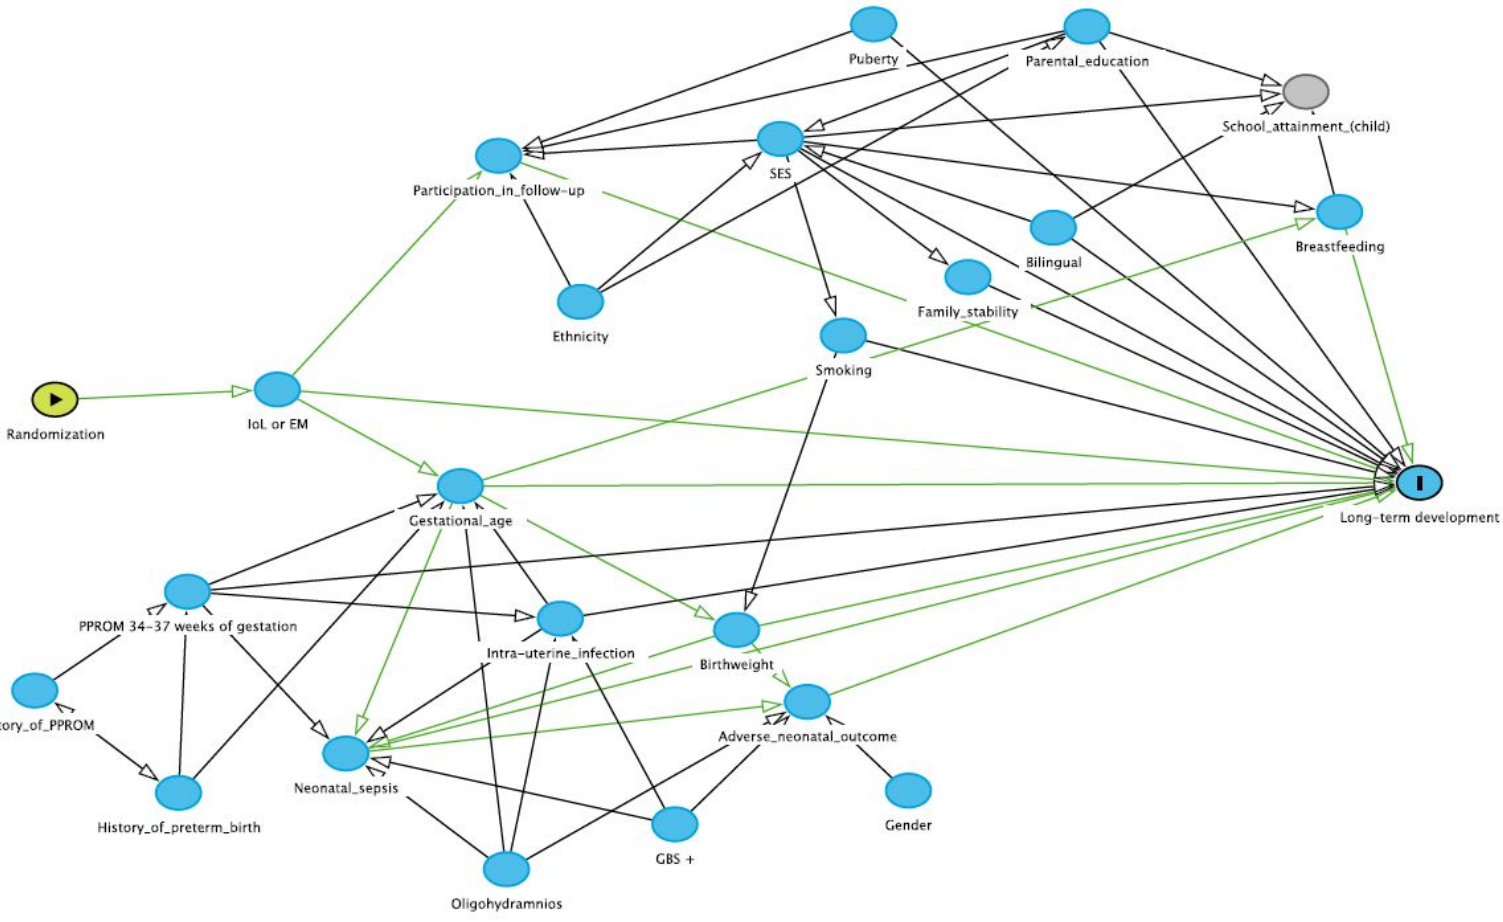 Puberty
Parental_education
School_attainment_(child)
SES
Participation_in_follow-up
Breastfeeding
Bilingual
Family_stability
Ethnicity
Smoking
IoL or EM
Randomization
Gestational_age
Long-term development
PPROM 34-37 weeks of gestation
Intra-uterine_infection
Birthweight
tory_of_PPROM
Adverse_neonatal_outcome
Neonatal_sepsis
History_of_preterm_birth
Gender
GBS +
Oligohydramnios